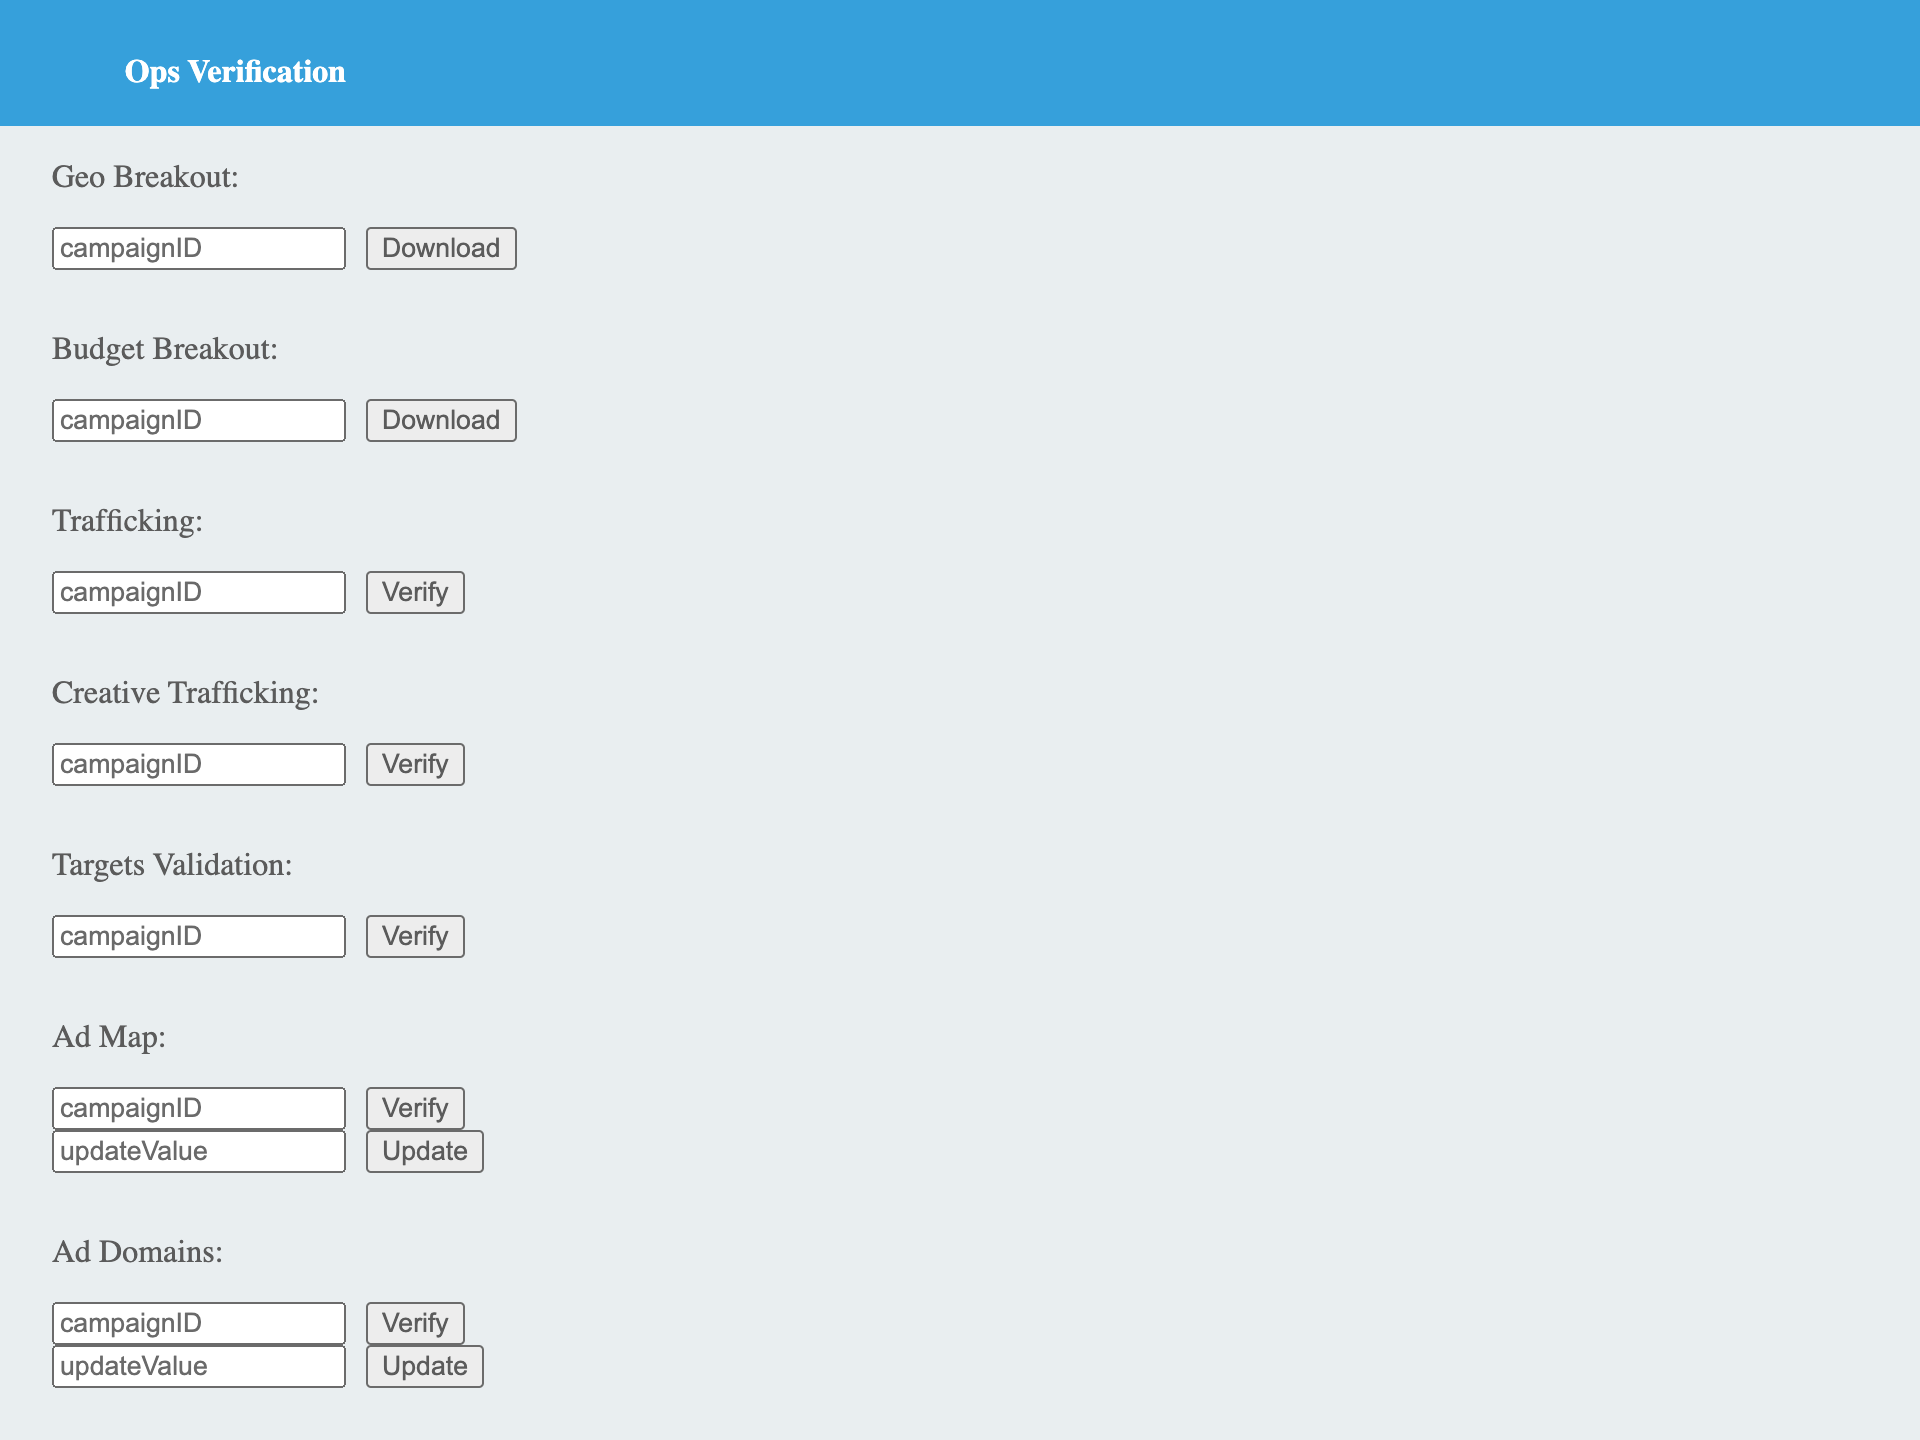 Ops Verification
Geo Breakout:
campaignID Download
Budget Breakout:
campaignID Download
Trafficking:
campaignID Verify
Creative Trafficking:
campaignID Verify
Targets Validation:
campaignID Verify
Ad Map:
campaignID Verify
updateValue Update
Ad Domains:
campaignID Verify
updateValue Update